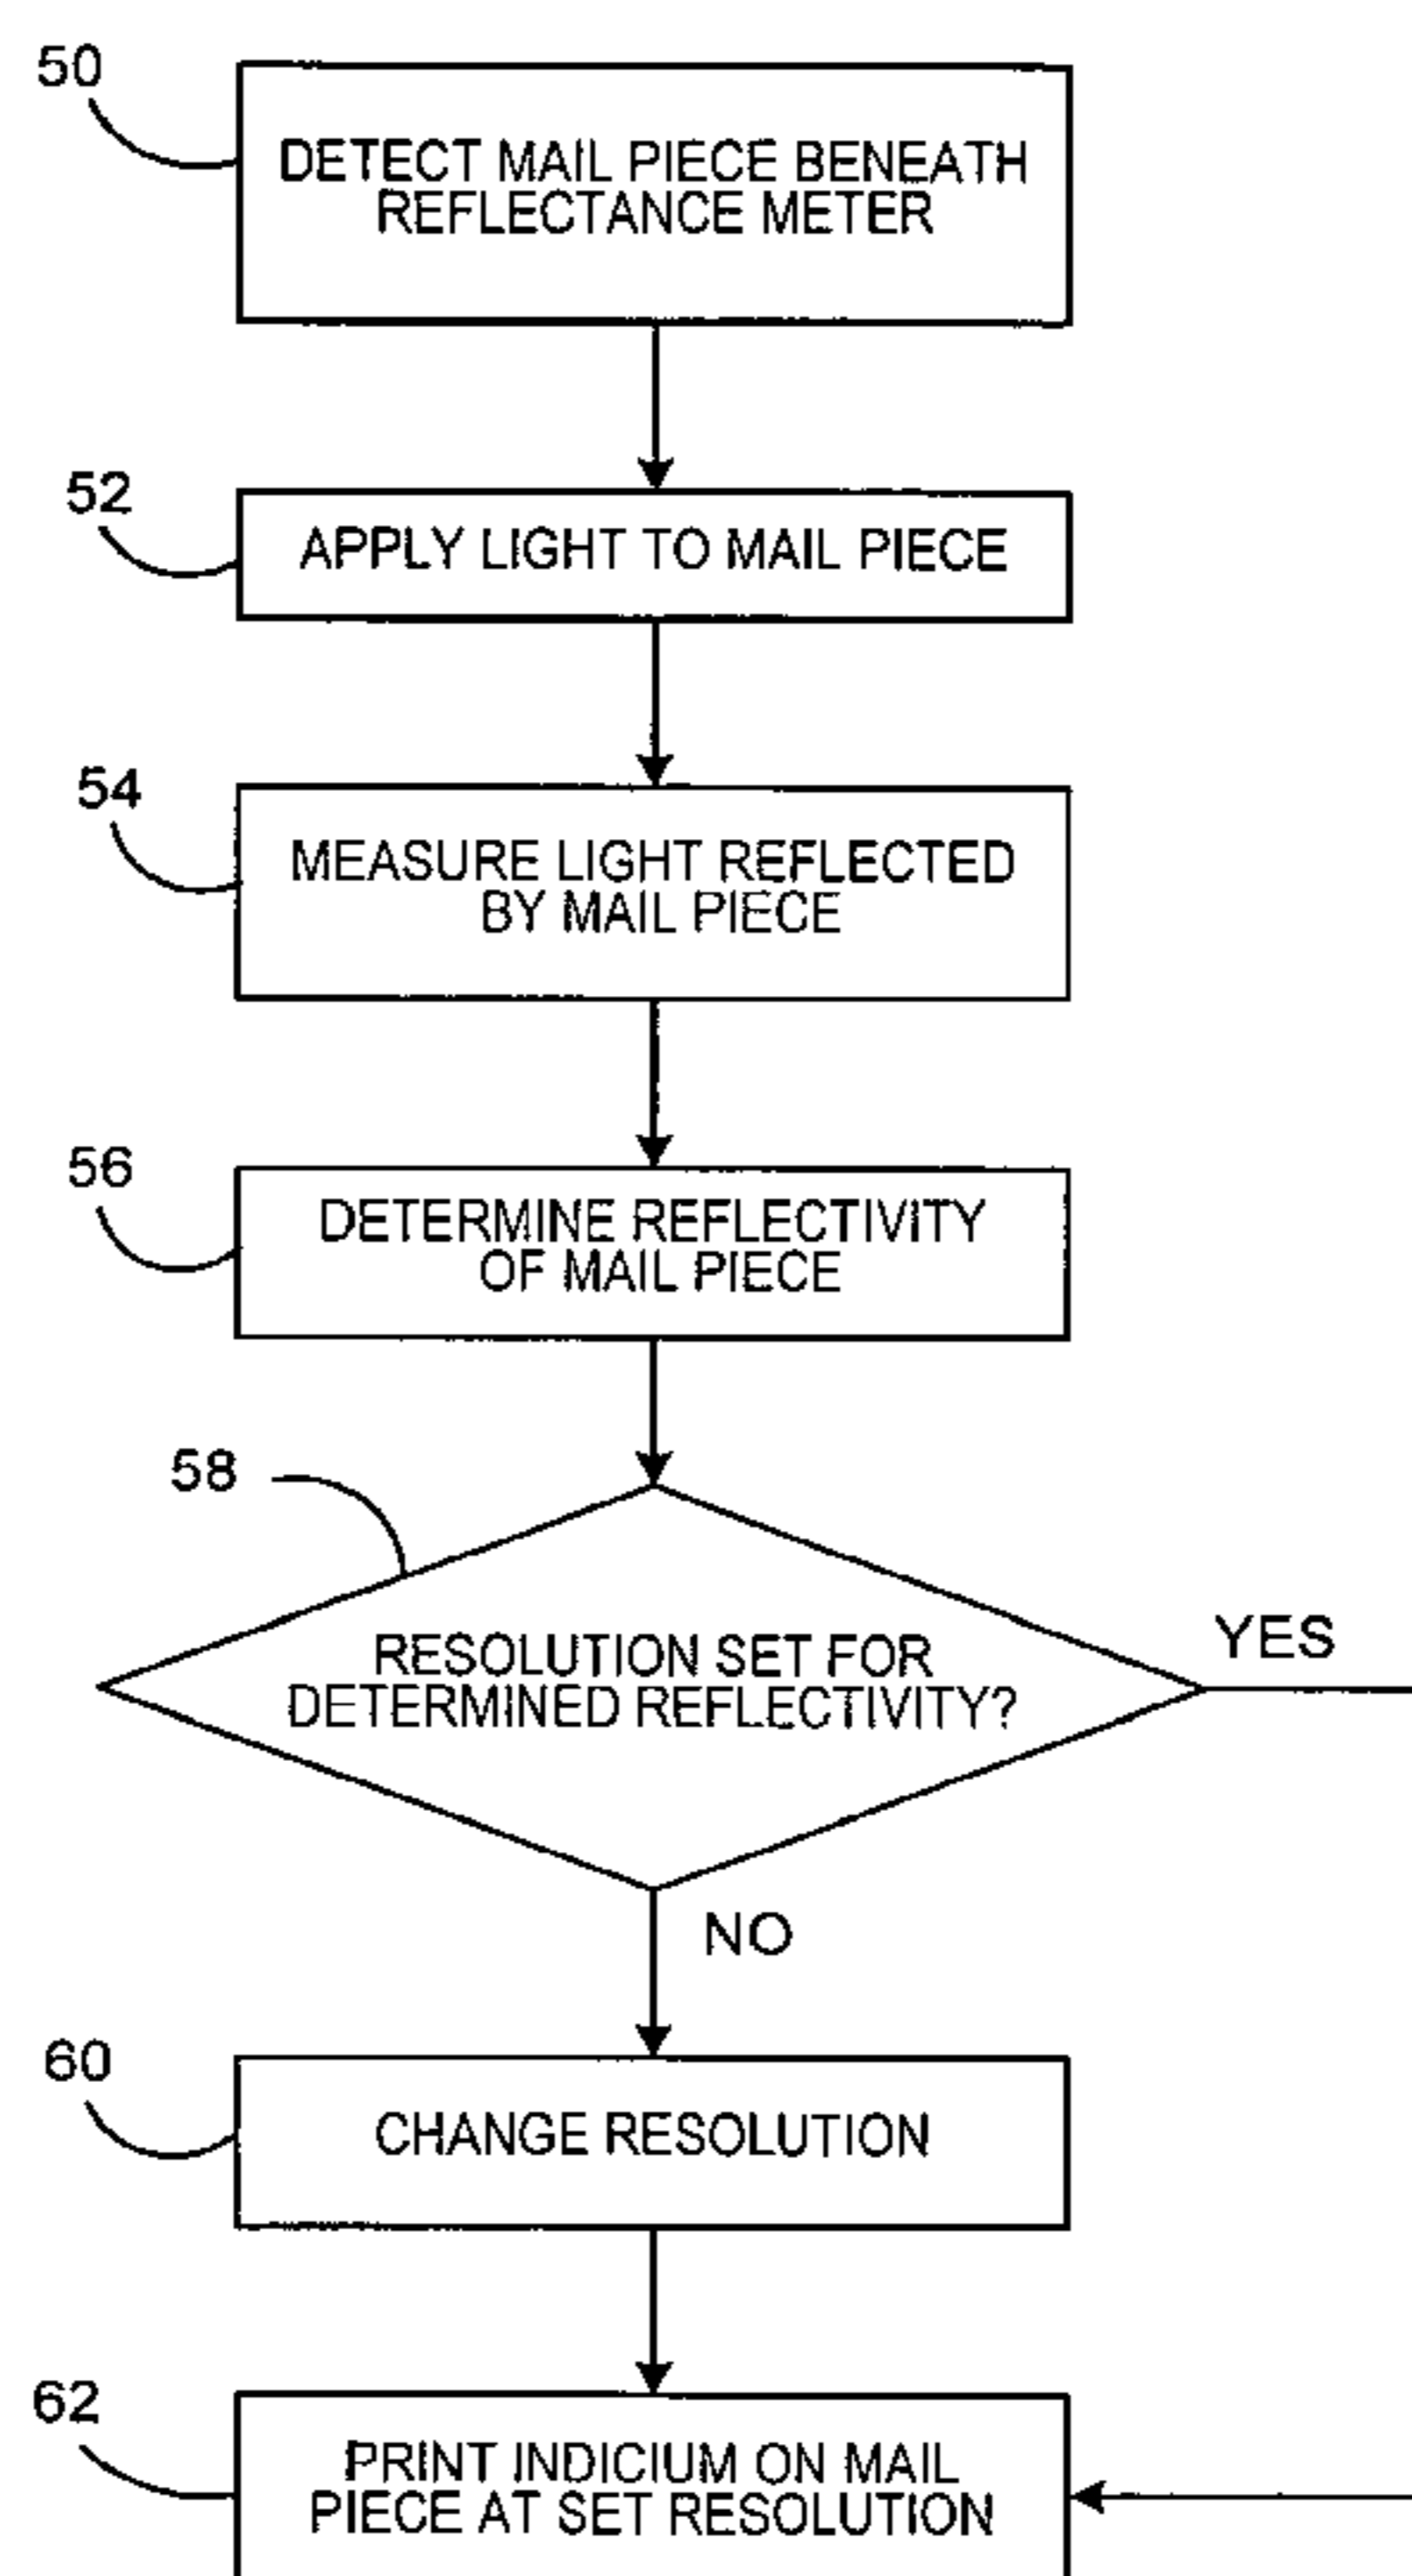 50
DETECT MAIL PIECE BENEATH
REFLECTANCE METER
52
APPLY LIGHT TO MAIL PIECE
54
MEASURE LIGHT REFLECTED
BY MAIL PIECE
56
DETERMINE REFLECTIVITY
OF MAIL PIECE
58
RESOLUTION SET FOR
DETERMINED REFLECTIVITY?
YES
NO
60
CHANGE RESOLUTION
62
PRINT INDICIUM ON MAIL
PIECE AT SET RESOLUTION